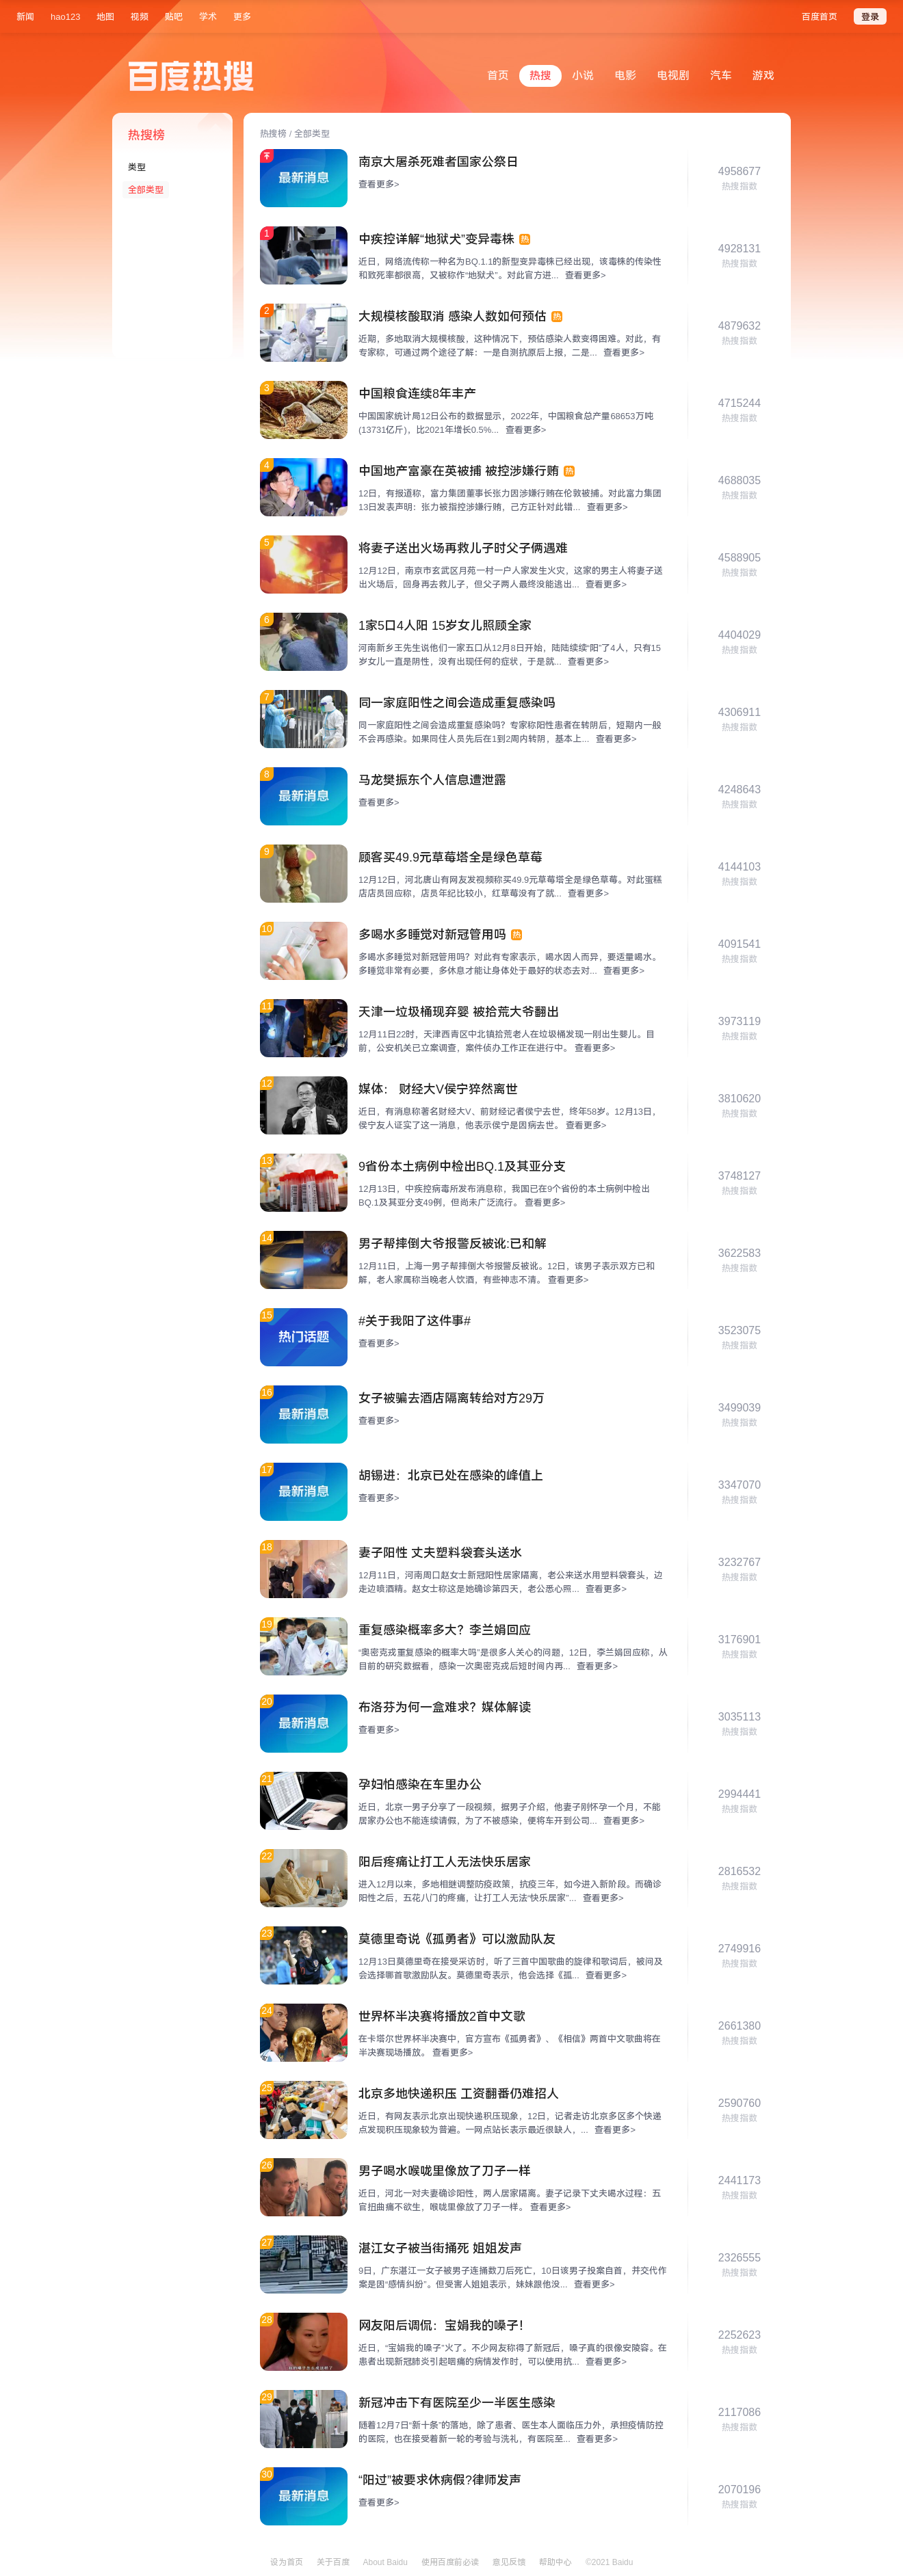 新闻 hao123 地图 视频 贴吧 学术 更多 百度首页 登录
百度热搜 首页 热搜 小说 电影 电视剧 汽车 游戏
热搜榜
类型
全部类型
热搜榜 / 全部类型
最新消息
南京大屠杀死难者国家公祭日
查看更多>
4958677
热搜指数
1
中疾控详解“地狱犬”变异毒株 热
近日，网络流传称一种名为BQ.1.1的新型变异毒株已经出现，该毒株的传染性
和致死率都很高，又被称作“地狱犬”。对此官方进... 查看更多>
4928131
热搜指数
2
大规模核酸取消 感染人数如何预估 热
近期，多地取消大规模核酸，这种情况下，预估感染人数变得困难。对此，有
专家称，可通过两个途径了解：一是自测抗原后上报，二是... 查看更多>
4879632
热搜指数
3
中国粮食连续8年丰产
中国国家统计局12日公布的数据显示，2022年，中国粮食总产量68653万吨
(13731亿斤)，比2021年增长0.5%... 查看更多>
4715244
热搜指数
4
中国地产富豪在英被捕 被控涉嫌行贿 热
12日，有报道称，富力集团董事长张力因涉嫌行贿在伦敦被捕。对此富力集团
13日发表声明：张力被指控涉嫌行贿，己方正针对此错... 查看更多>
4688035
热搜指数
5
将妻子送出火场再救儿子时父子俩遇难
12月12日，南京市玄武区月苑一村一户人家发生火灾，这家的男主人将妻子送
出火场后，回身再去救儿子，但父子两人最终没能逃出... 查看更多>
4588905
热搜指数
6
1家5口4人阳 15岁女儿照顾全家
河南新乡王先生说他们一家五口从12月8日开始，陆陆续续“阳”了4人，只有15
岁女儿一直是阴性，没有出现任何的症状，于是就... 查看更多>
4404029
热搜指数
7
同一家庭阳性之间会造成重复感染吗
同一家庭阳性之间会造成重复感染吗？专家称阳性患者在转阴后，短期内一般
不会再感染。如果同住人员先后在1到2周内转阴，基本上... 查看更多>
4306911
热搜指数
8
最新消息
马龙樊振东个人信息遭泄露
查看更多>
4248643
热搜指数
9
顾客买49.9元草莓塔全是绿色草莓
12月12日，河北唐山有网友发视频称买49.9元草莓塔全是绿色草莓。对此蛋糕
店店员回应称，店员年纪比较小，红草莓没有了就... 查看更多>
4144103
热搜指数
10
多喝水多睡觉对新冠管用吗 热
多喝水多睡觉对新冠管用吗？对此有专家表示，喝水因人而异，要适量喝水。
多睡觉非常有必要，多休息才能让身体处于最好的状态去对... 查看更多>
4091541
热搜指数
11
天津一垃圾桶现弃婴 被拾荒大爷翻出
12月11日22时，天津西青区中北镇拾荒老人在垃圾桶发现一刚出生婴儿。目
前，公安机关已立案调查，案件侦办工作正在进行中。 查看更多>
3973119
热搜指数
12
媒体： 财经大V侯宁猝然离世
近日，有消息称著名财经大V、前财经记者侯宁去世，终年58岁。12月13日，
侯宁友人证实了这一消息，他表示侯宁是因病去世。 查看更多>
3810620
热搜指数
13
9省份本土病例中检出BQ.1及其亚分支
12月13日，中疾控病毒所发布消息称，我国已在9个省份的本土病例中检出
BQ.1及其亚分支49例，但尚未广泛流行。 查看更多>
3748127
热搜指数
14
男子帮摔倒大爷报警反被讹:已和解
12月11日，上海一男子帮摔倒大爷报警反被讹。12日，该男子表示双方已和
解，老人家属称当晚老人饮酒，有些神志不清。 查看更多>
3622583
热搜指数
15
热门话题
#关于我阳了这件事#
查看更多>
3523075
热搜指数
16
最新消息
女子被骗去酒店隔离转给对方29万
查看更多>
3499039
热搜指数
17
最新消息
胡锡进：北京已处在感染的峰值上
查看更多>
3347070
热搜指数
18
妻子阳性 丈夫塑料袋套头送水
12月11日，河南周口赵女士新冠阳性居家隔离，老公来送水用塑料袋套头，边
走边喷酒精。赵女士称这是她确诊第四天，老公悉心照... 查看更多>
3232767
热搜指数
19
重复感染概率多大？李兰娟回应
“奥密克戎重复感染的概率大吗”是很多人关心的问题，12日，李兰娟回应称，从
目前的研究数据看，感染一次奥密克戎后短时间内再... 查看更多>
3176901
热搜指数
20
最新消息
布洛芬为何一盒难求？媒体解读
查看更多>
3035113
热搜指数
21
孕妇怕感染在车里办公
近日，北京一男子分享了一段视频，据男子介绍，他妻子刚怀孕一个月，不能
居家办公也不能连续请假，为了不被感染，便将车开到公司... 查看更多>
2994441
热搜指数
22
阳后疼痛让打工人无法快乐居家
进入12月以来，多地相继调整防疫政策，抗疫三年，如今进入新阶段。而确诊
阳性之后，五花八门的疼痛，让打工人无法“快乐居家”... 查看更多>
2816532
热搜指数
23
莫德里奇说《孤勇者》可以激励队友
12月13日莫德里奇在接受采访时，听了三首中国歌曲的旋律和歌词后，被问及
会选择哪首歌激励队友。莫德里奇表示，他会选择《孤... 查看更多>
2749916
热搜指数
24
世界杯半决赛将播放2首中文歌
在卡塔尔世界杯半决赛中，官方宣布《孤勇者》、《相信》两首中文歌曲将在
半决赛现场播放。 查看更多>
2661380
热搜指数
25
北京多地快递积压 工资翻番仍难招人
近日，有网友表示北京出现快递积压现象，12日，记者走访北京多区多个快递
点发现积压现象较为普遍。一网点站长表示最近很缺人，... 查看更多>
2590760
热搜指数
26
男子喝水喉咙里像放了刀子一样
近日，河北一对夫妻确诊阳性，两人居家隔离。妻子记录下丈夫喝水过程：五
官扭曲痛不欲生，喉咙里像放了刀子一样。 查看更多>
2441173
热搜指数
27
湛江女子被当街捅死 姐姐发声
9日，广东湛江一女子被男子连捅数刀后死亡，10日该男子投案自首，并交代作
案是因“感情纠纷”。但受害人姐姐表示，妹妹跟他没... 查看更多>
2326555
热搜指数
28
网友阳后调侃：宝娟我的嗓子！
近日，“宝娟我的嗓子”火了。不少网友称得了新冠后，嗓子真的很像安陵容。在
患者出现新冠肺炎引起咽痛的病情发作时，可以使用抗... 查看更多>
2252623
热搜指数
29
新冠冲击下有医院至少一半医生感染
随着12月7日“新十条”的落地，除了患者、医生本人面临压力外，承担疫情防控
的医院，也在接受着新一轮的考验与洗礼，有医院至... 查看更多>
2117086
热搜指数
30
最新消息
“阳过”被要求休病假?律师发声
查看更多>
2070196
热搜指数
设为首页 关于百度 About Baidu 使用百度前必读 意见反馈 帮助中心 ©2021 Baidu